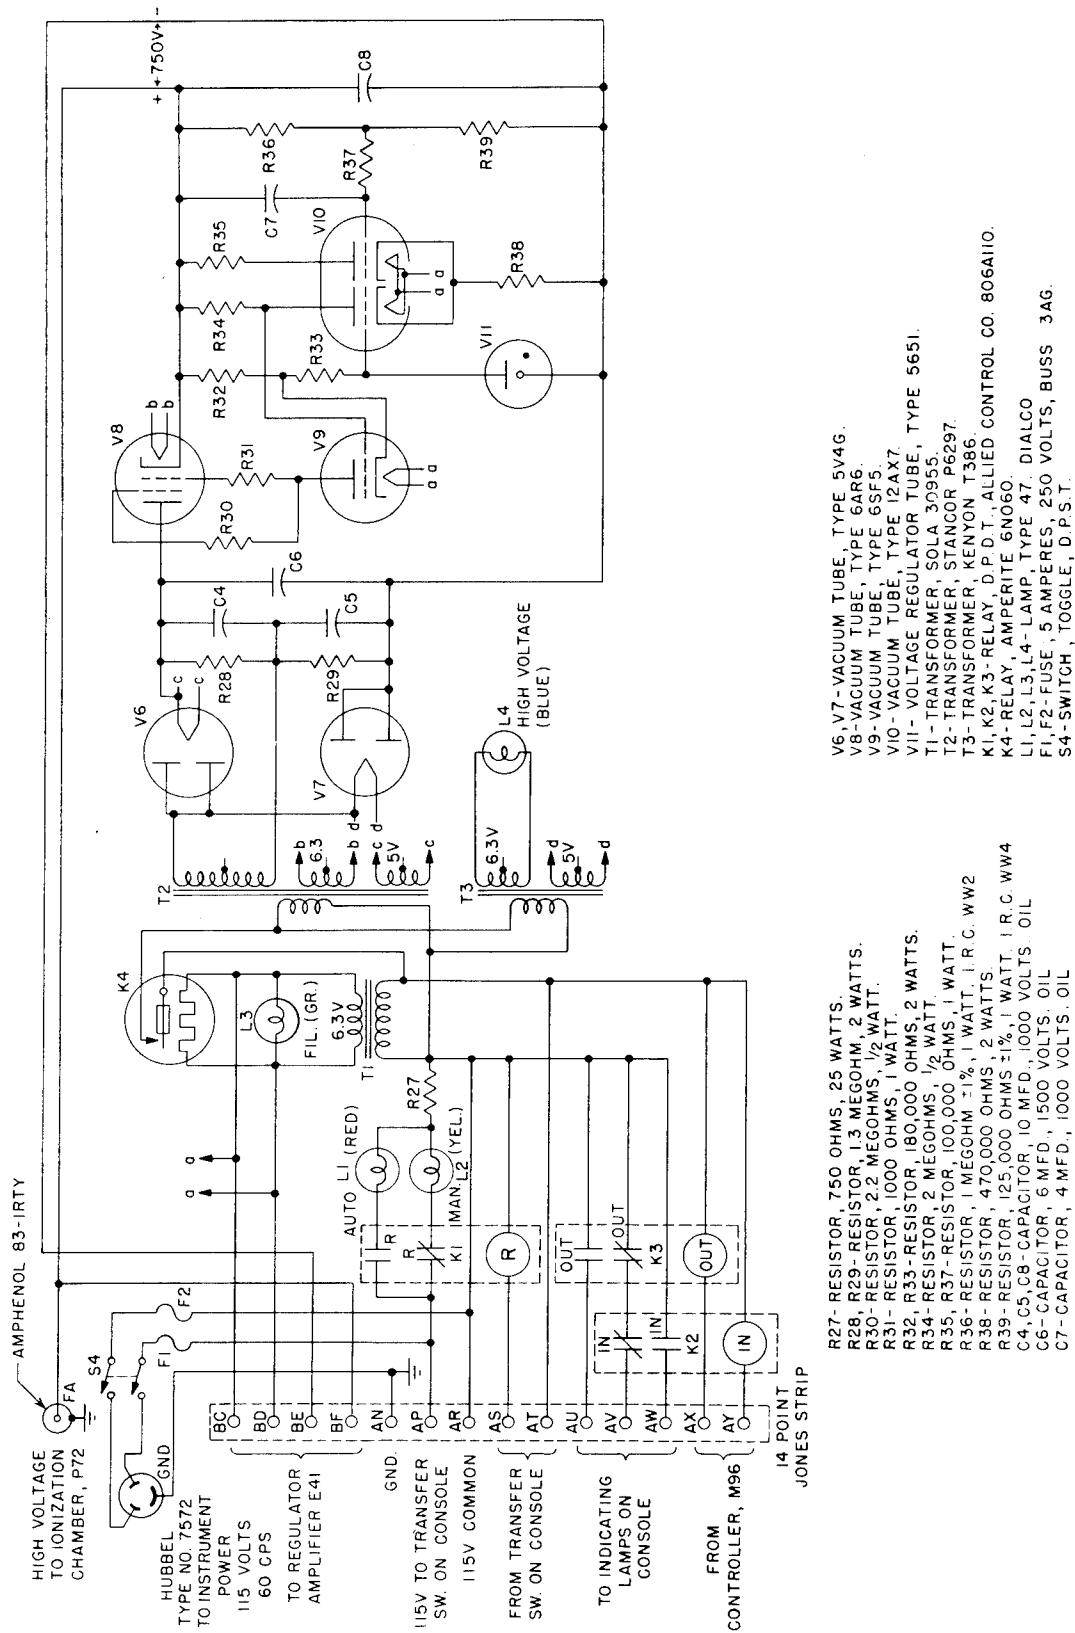 HIGH VOLTAGE
TO IONIZATION
CHAMBER, P72
AMPHENOL 83-1RTY
FA
HUBBEL
TYPE NO. 7572
TO INSTRUMENT
POWER
115 VOLTS
60 CPS
GND
S4
F1
F2
TO REGULATOR
AMPLIFIER E41
GND.
115V TO TRANSFER
SW. ON CONSOLE
115V COMMON
FROM TRANSFER
SW. ON CONSOLE
TO INDICATING
LAMPS ON
CONSOLE
FROM
CONTROLLER, M96
BC
BD
BE
BF
AN
AP
AR
AS
AT
AU
AV
AW
AX
AY
14 POINT
JONES STRIP
a
a
AUTO L1 (RED)
R
R
K1
MAN. L2 (YEL.)
R27
R
OUT
OUT
K3
OUT
IN
IN
K2
IN
K4
L3
FIL. (GR.)
6.3V
T1
T2
b
6.3
b
c
5V
c
T3
6.3V
d
5V
d
L4
HIGH VOLTAGE
(BLUE)
V6
c
c
V7
d
d
R28
R29
C4
C5
C6
V8
b
b
R30
R31
V9
a
a
R32
R33
R34
R35
V10
a
a
V11
C7
R36
R37
R38
R39
C8
+ +750V -
R27- RESISTOR, 750 OHMS, 25 WATTS.
R28, R29-RESISTOR, 1.3 MEGOHM, 2 WATTS.
R30- RESISTOR, 2.2 MEGOHMS, 1/2 WATT.
R31- RESISTOR, 1000 OHMS, 1 WATT.
R32, R33-RESISTOR, 180,000 OHMS, 2 WATTS.
R34- RESISTOR, 2 MEGOHMS, 1/2 WATT.
R35, R37-RESISTOR, 100,000 OHMS, 1 WATT.
R36- RESISTOR, 1 MEGOHM ±1%, 1 WATT. I.R.C. WW2
R38- RESISTOR, 470,000 OHMS, 2 WATTS.
R39- RESISTOR, 125,000 OHMS ±1%, 1 WATT. I.R.C. WW4
C4, C5, C8-CAPACITOR, 10 MFD., 1000 VOLTS. OIL
C6- CAPACITOR, 6 MFD., 1500 VOLTS. OIL
C7- CAPACITOR, 4 MFD., 1000 VOLTS. OIL
V6, V7-VACUUM TUBE, TYPE 5V4G.
V8-VACUUM TUBE, TYPE 6AR6.
V9-VACUUM TUBE, TYPE 6SF5.
V10-VACUUM TUBE, TYPE 12AX7.
V11- VOLTAGE REGULATOR TUBE, TYPE 5651.
T1-TRANSFORMER, SOLA 30955.
T2-TRANSFORMER, STANCOR P6297.
T3-TRANSFORMER, KENYON T386.
K1, K2, K3-RELAY, D.P.D.T., ALLIED CONTROL CO. 806A110.
K4-RELAY, AMPERITE 6N060.
L1, L2, L3, L4-LAMP, TYPE 47. DIALCO
F1, F2-FUSE, 5 AMPERES, 250 VOLTS, BUSS 3AG.
S4-SWITCH, TOGGLE, D.P.S.T.